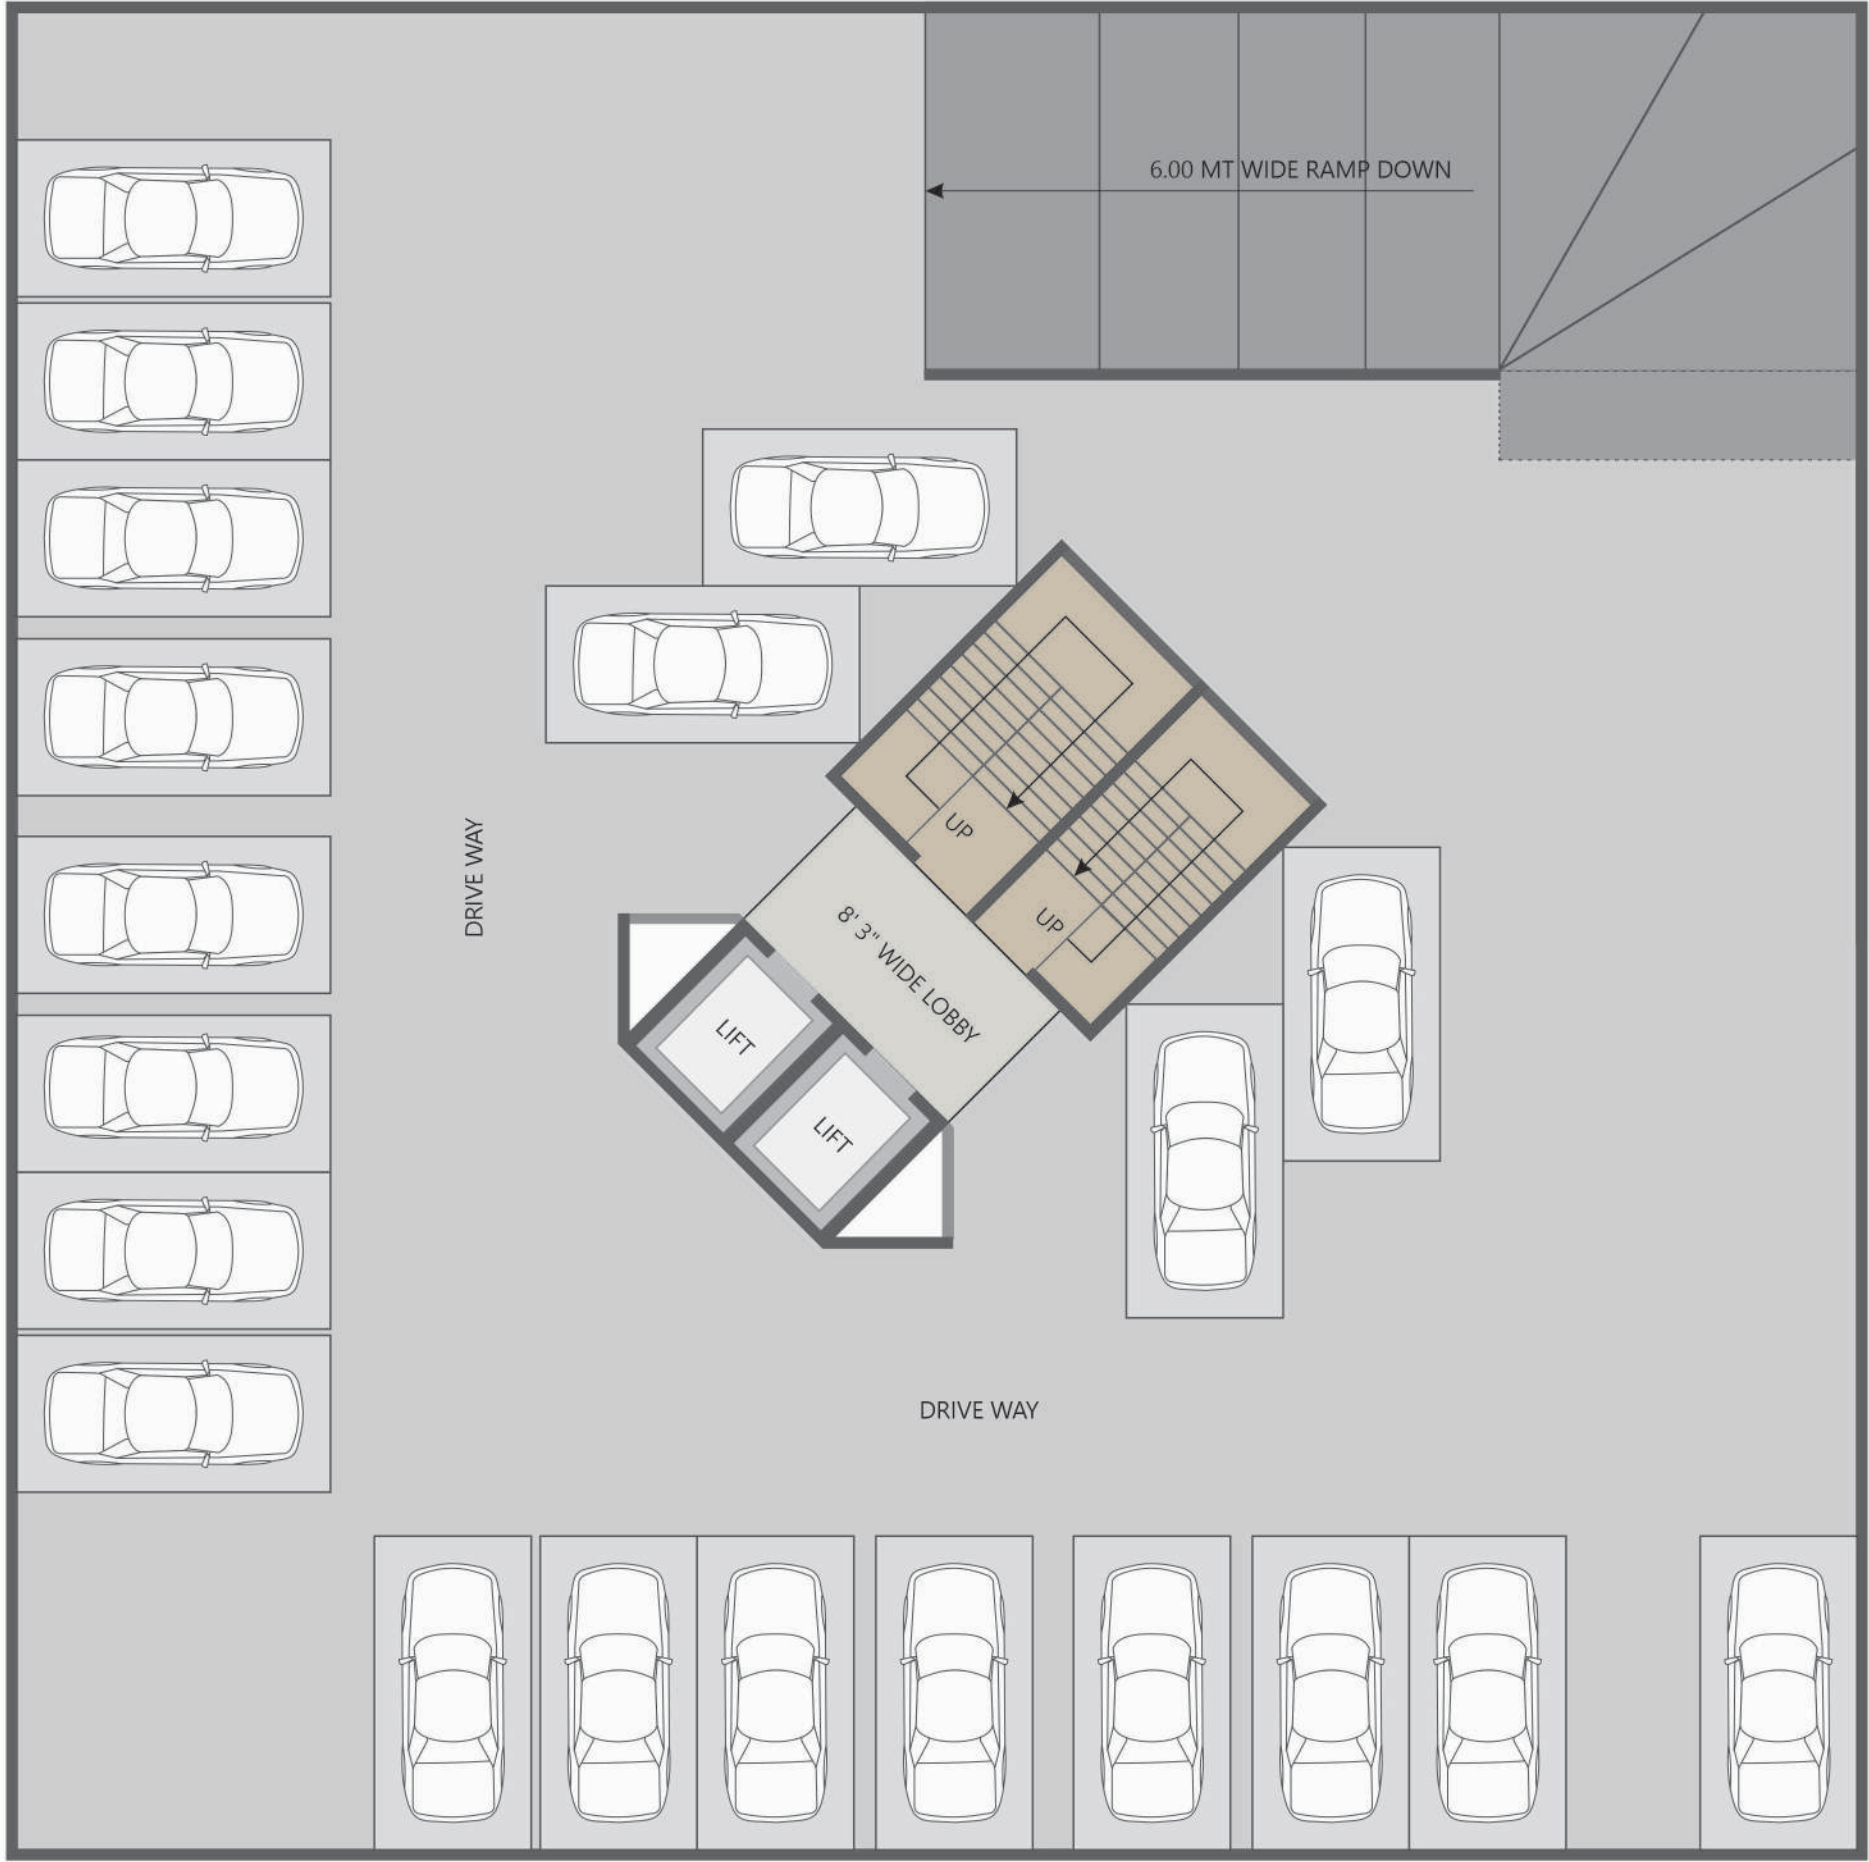 6.00 MT WIDE RAMP DOWN
DRIVE WAY
UP
UP
8' 3" WIDE LOBBY
LIFT
LIFT
DRIVE WAY